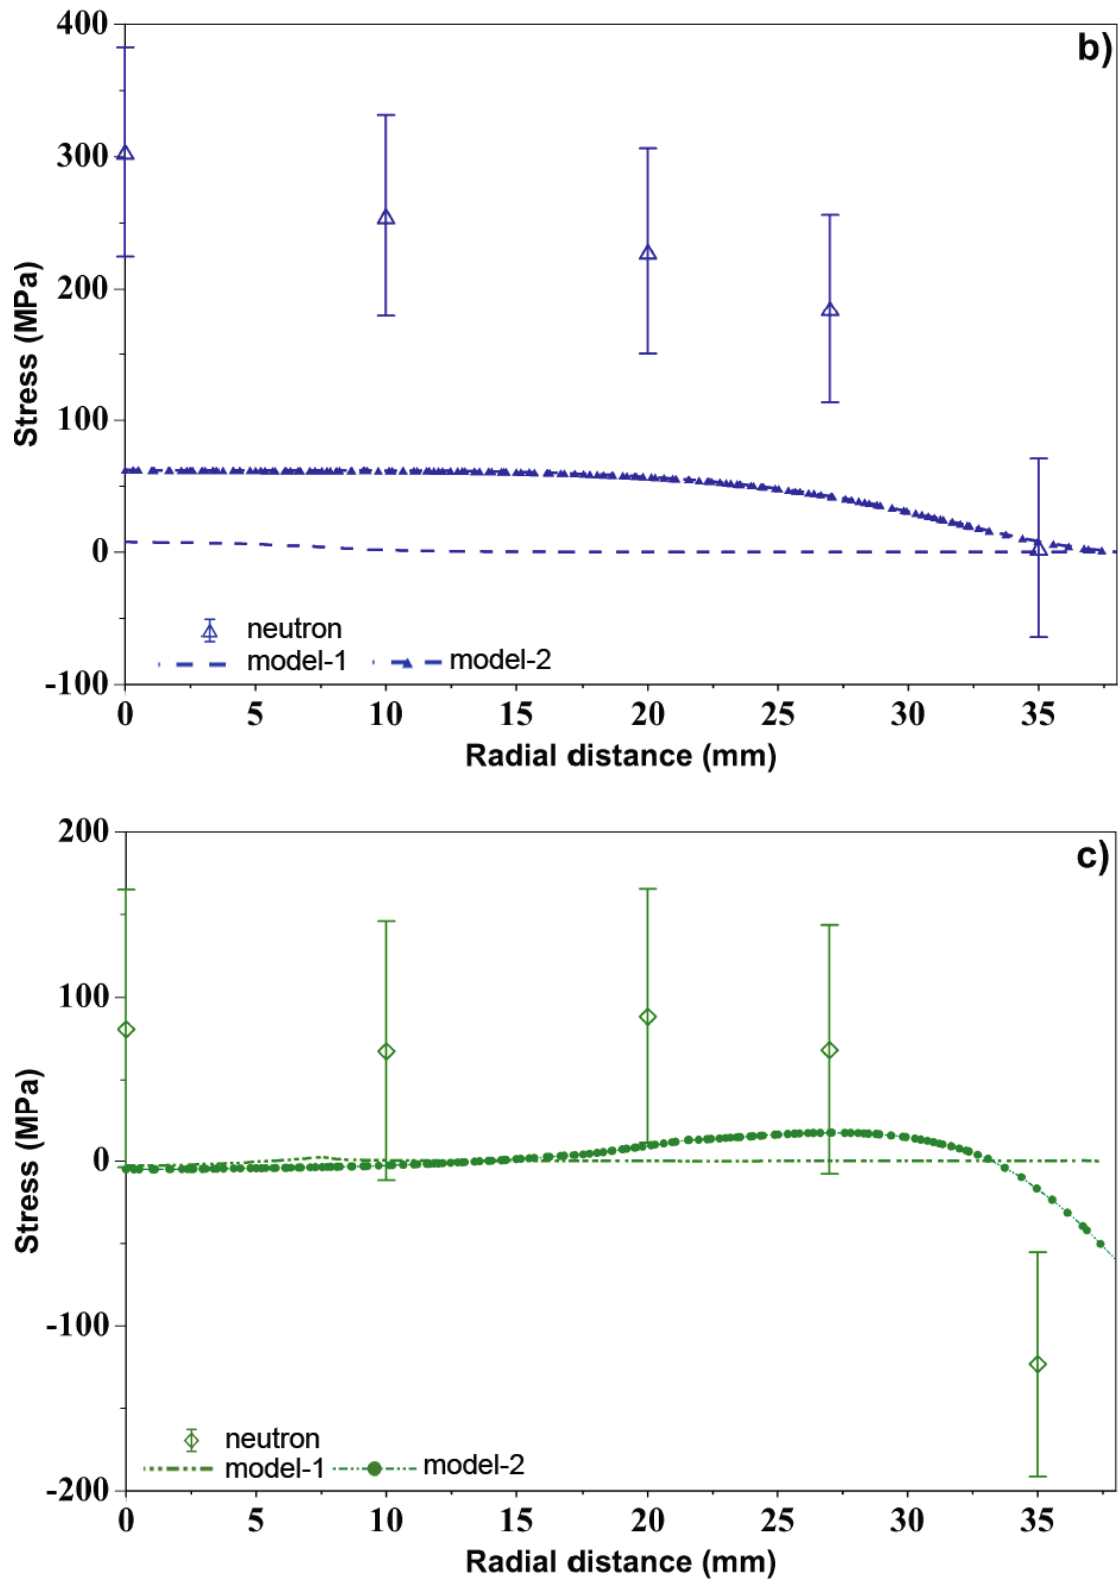 b)
400
300
200
100
0
-100
Stress (MPa)
neutron
model-1 model-2
0 5 10 15 20 25 30 35
Radial distance (mm)
c)
200
100
0
-100
-200
Stress (MPa)
neutron
model-1 model-2
0 5 10 15 20 25 30 35
Radial distance (mm)